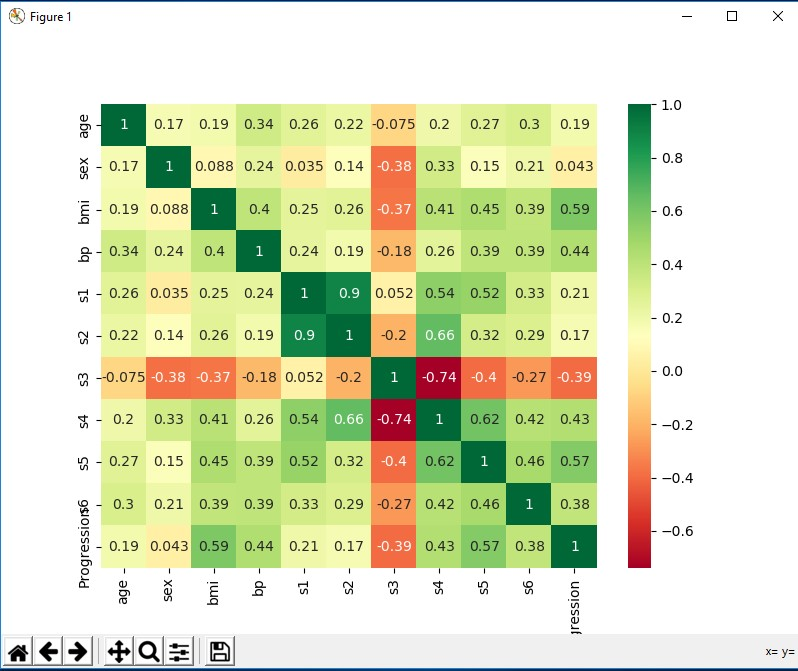 Figure 1
age 1 0.17 0.19 0.34 0.26 0.22 -0.075 0.2 0.27 0.3 0.19
sex 0.17 1 0.088 0.24 0.035 0.14 -0.38 0.33 0.15 0.21 0.043
bmi 0.19 0.088 1 0.4 0.25 0.26 -0.37 0.41 0.45 0.39 0.59
bp 0.34 0.24 0.4 1 0.24 0.19 -0.18 0.26 0.39 0.39 0.44
s1 0.26 0.035 0.25 0.24 1 0.9 0.052 0.54 0.52 0.33 0.21
s2 0.22 0.14 0.26 0.19 0.9 1 -0.2 0.66 0.32 0.29 0.17
s3 -0.075 -0.38 -0.37 -0.18 0.052 -0.2 1 -0.74 -0.4 -0.27 -0.39
s4 0.2 0.33 0.41 0.26 0.54 0.66 -0.74 1 0.62 0.42 0.43
s5 0.27 0.15 0.45 0.39 0.52 0.32 -0.4 0.62 1 0.46 0.57
s6 0.3 0.21 0.39 0.39 0.33 0.29 -0.27 0.42 0.46 1 0.38
Progression 0.19 0.043 0.59 0.44 0.21 0.17 -0.39 0.43 0.57 0.38 1
age sex bmi bp s1 s2 s3 s4 s5 s6 gression
1.0
0.8
0.6
0.4
0.2
0.0
−0.2
−0.4
−0.6
x= y=